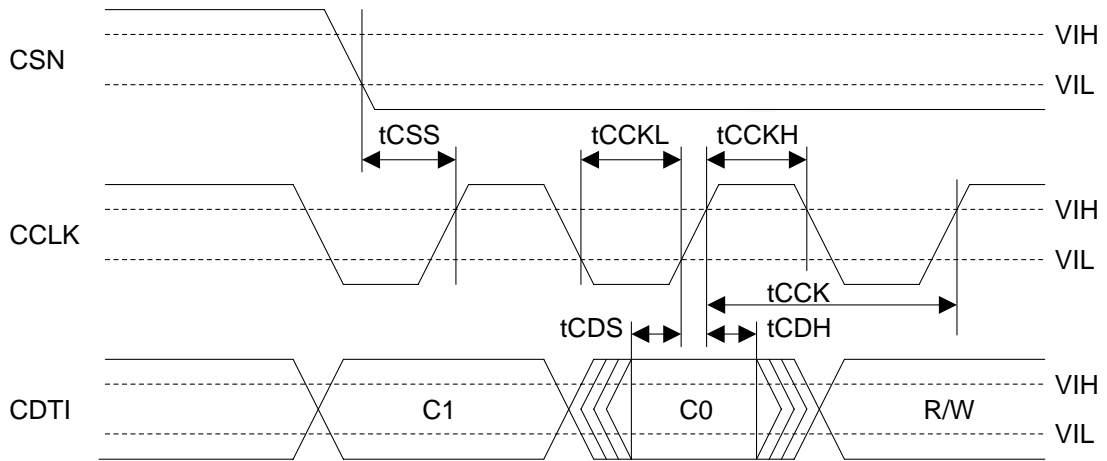 VIH
CSN
VIL
tCSS
tCCKL
tCCKH
VIH
CCLK
VIL
tCCK
tCDS
tCDH
VIH
CDTI
C1
C0
R/W
VIL